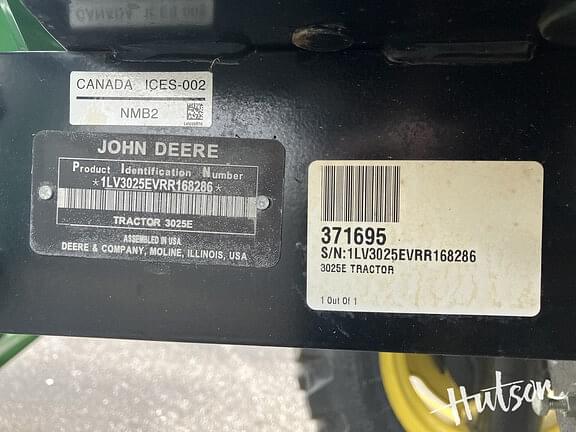 CANADA ICES-002
NMB2
JOHN DEERE
Product Identification Number
*1LV3025EVRR168286*
TRACTOR 3025E
ASSEMBLED IN USA
DEERE & COMPANY, MOLINE, ILLINOIS, USA
371695
S/N:1LV3025EVRR168286
3025E TRACTOR
1 Out Of 1
Hutson